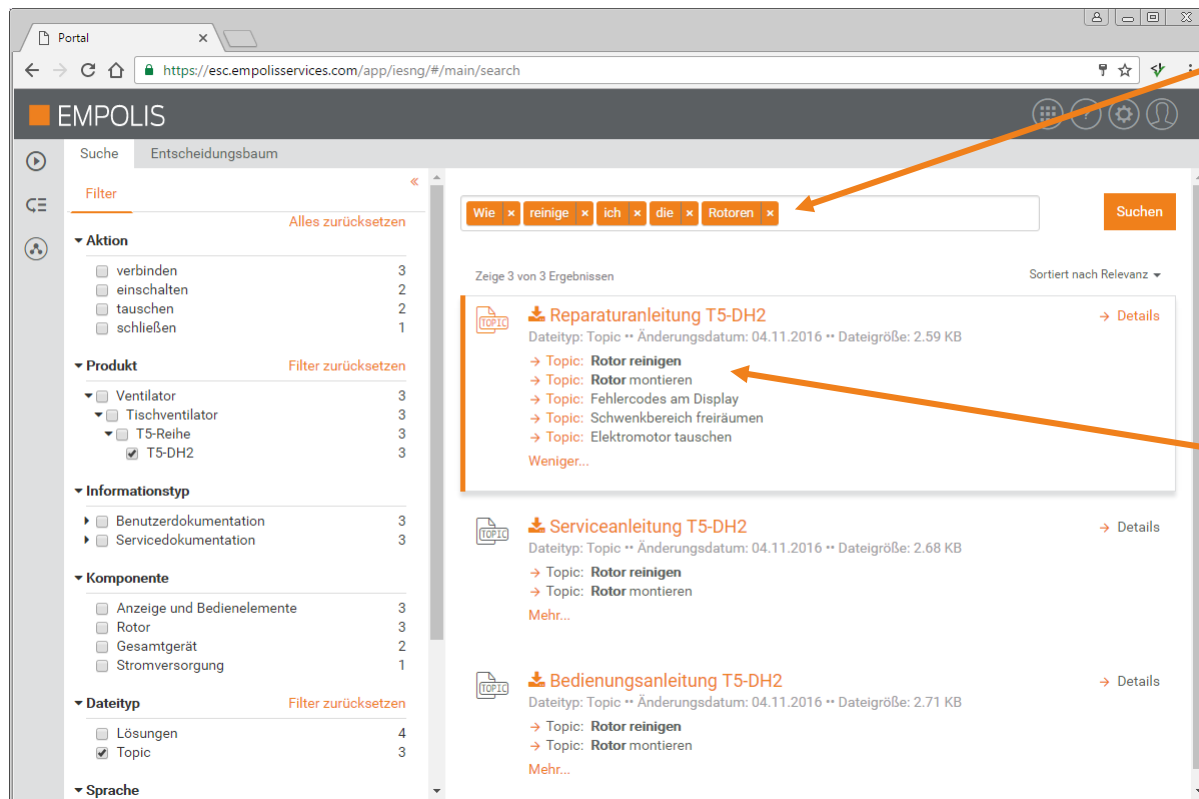 Portal
https://esc.empolisservices.com/app/iesng/#/main/search
EMPOLIS
Suche Entscheidungsbaum
Filter
Alles zurücksetzen
Aktion
verbinden 3
einschalten 2
tauschen 2
schließen 1
Produkt Filter zurücksetzen
Ventilator 3
Tischventilator 3
T5-Reihe 3
T5-DH2 3
Informationstyp
Benutzerdokumentation 3
Servicedokumentation 3
Komponente
Anzeige und Bedienelemente 3
Rotor 3
Gesamtgerät 2
Stromversorgung 1
Dateityp Filter zurücksetzen
Lösungen 4
Topic 3
Sprache
Wie × reinige × ich × die × Rotoren × Suchen
Zeige 3 von 3 Ergebnissen Sortiert nach Relevanz
TOPIC Reparaturanleitung T5-DH2 → Details
Dateityp: Topic •• Änderungsdatum: 04.11.2016 •• Dateigröße: 2.59 KB
→ Topic: Rotor reinigen
→ Topic: Rotor montieren
→ Topic: Fehlercodes am Display
→ Topic: Schwenkbereich freiräumen
→ Topic: Elektromotor tauschen
Weniger...
TOPIC Serviceanleitung T5-DH2 → Details
Dateityp: Topic •• Änderungsdatum: 04.11.2016 •• Dateigröße: 2.68 KB
→ Topic: Rotor reinigen
→ Topic: Rotor montieren
Mehr...
TOPIC Bedienungsanleitung T5-DH2 → Details
Dateityp: Topic •• Änderungsdatum: 04.11.2016 •• Dateigröße: 2.71 KB
→ Topic: Rotor reinigen
→ Topic: Rotor montieren
Mehr...